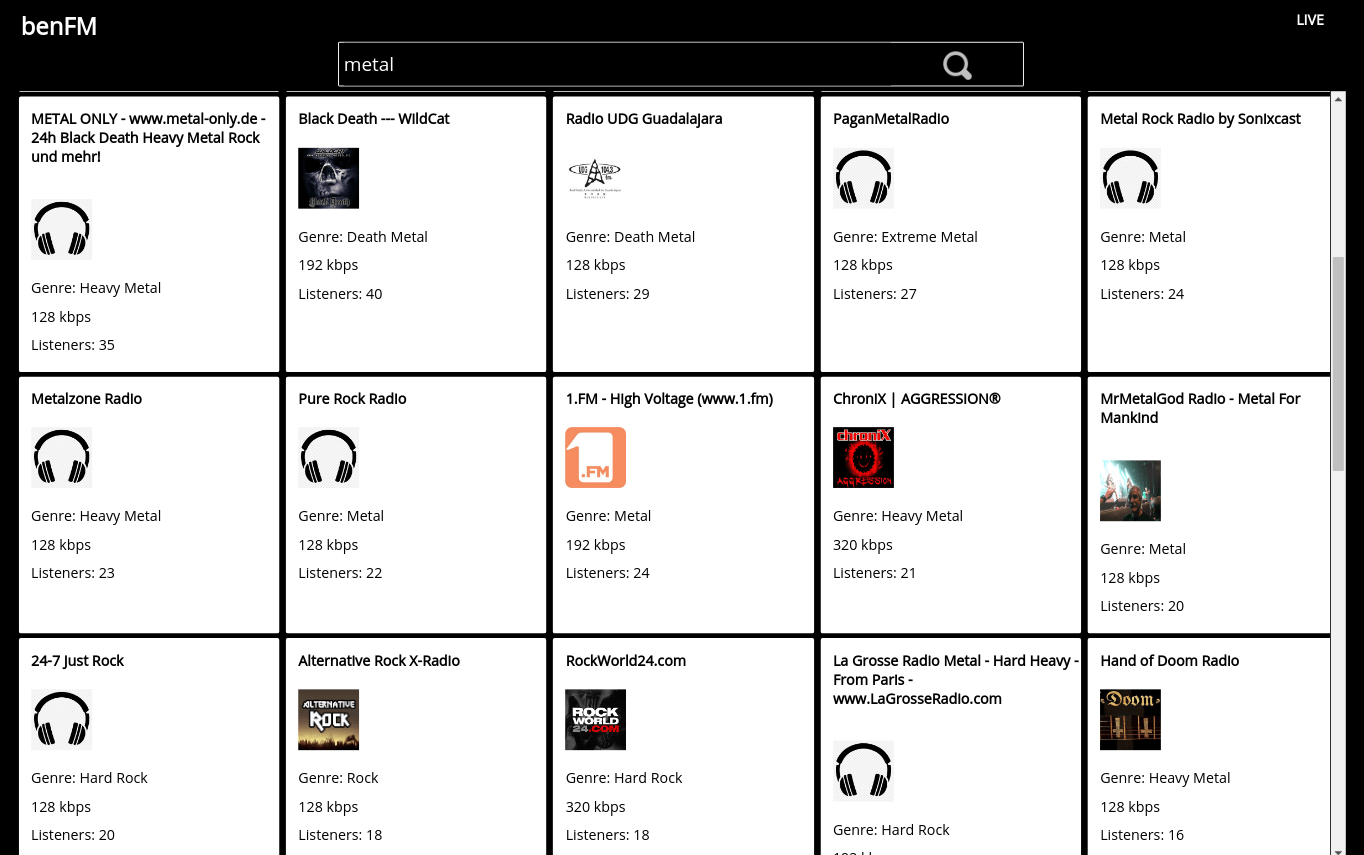 benFM
LIVE
metal
METAL ONLY - www.metal-only.de -
24h Black Death Heavy Metal Rock
und mehr!
Genre: Heavy Metal
128 kbps
Listeners: 35
Black Death --- WildCat
Black Death
Genre: Death Metal
192 kbps
Listeners: 40
Radio UDG Guadalajara
UDG 104.3
fm
Genre: Death Metal
128 kbps
Listeners: 29
PaganMetalRadio
Genre: Extreme Metal
128 kbps
Listeners: 27
Metal Rock Radio by Sonixcast
Genre: Metal
128 kbps
Listeners: 24
Metalzone Radio
Genre: Heavy Metal
128 kbps
Listeners: 23
Pure Rock Radio
Genre: Metal
128 kbps
Listeners: 22
1.FM - High Voltage (www.1.fm)
1.FM
Genre: Metal
192 kbps
Listeners: 24
ChroniX | AGGRESSION®
chroniX
AGGRESSION
Genre: Heavy Metal
320 kbps
Listeners: 21
MrMetalGod Radio - Metal For
Mankind
Genre: Metal
128 kbps
Listeners: 20
24-7 Just Rock
Genre: Hard Rock
128 kbps
Listeners: 20
Alternative Rock X-Radio
ALTERNATIVE
ROCK
Genre: Rock
128 kbps
Listeners: 18
RockWorld24.com
ROCK
WORLD
24.COM
Genre: Hard Rock
320 kbps
Listeners: 18
La Grosse Radio Metal - Hard Heavy -
From Paris -
www.LaGrosseRadio.com
Genre: Hard Rock
Hand of Doom Radio
Doom
Genre: Heavy Metal
128 kbps
Listeners: 16